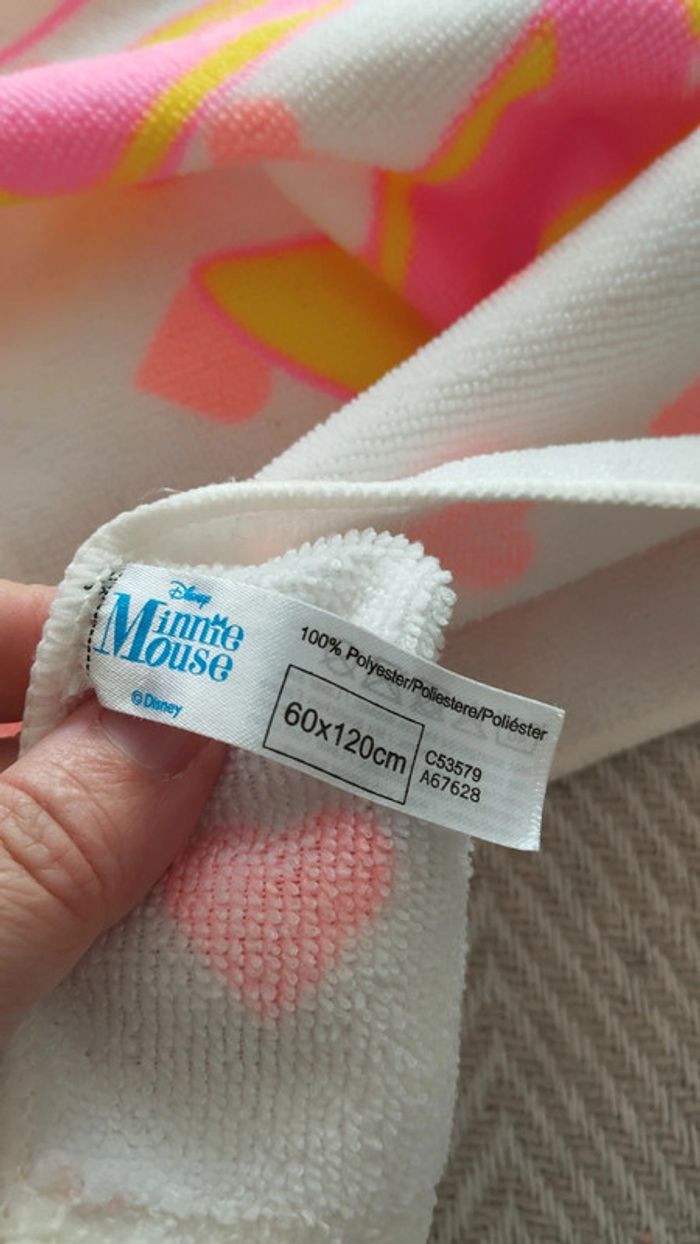 Disney
Minnie
Mouse
© Disney
100% Polyester/Poliestere/Poliéster
60x120cm
C53579
A67628